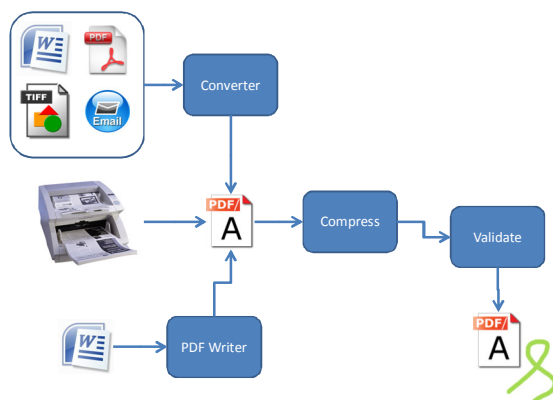 W
PDF
Converter
TIFF
Email
PDF/
A
Compress
Validate
PDF/
A
W
PDF Writer